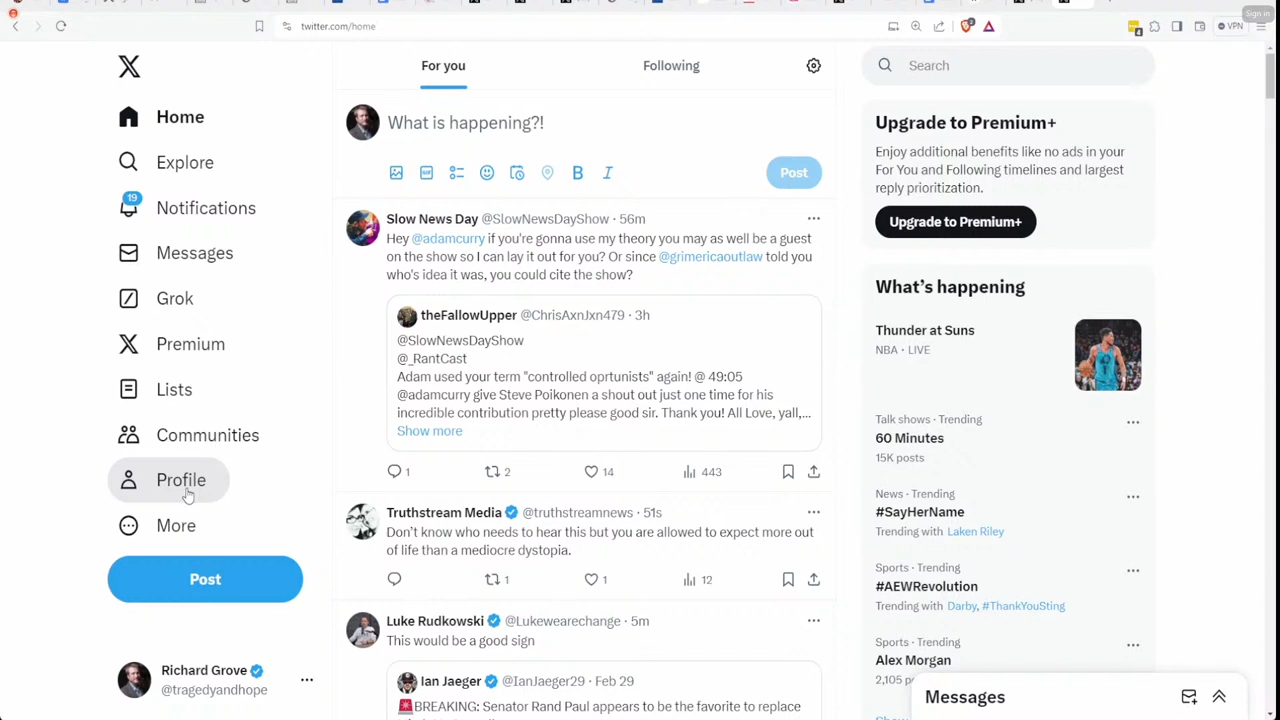 Sign in
twitter.com/home
4
VPN
X
Home
Explore
19
Notifications
Messages
Grok
Premium
Lists
Communities
Profile
More
Post
Richard Grove
@tragedyandhope
For you
Following
What is happening?!
GIF
B
I
Post
Slow News Day @SlowNewsDayShow · 56m
Hey @adamcurry if you're gonna use my theory you may as well be a guest
on the show so I can lay it out for you? Or since @grimericaoutlaw told you
who's idea it was, you could cite the show?
theFallowUpper @ChrisAxnJxn479 · 3h
@SlowNewsDayShow
@_RantCast
Adam used your term "controlled oprtunists" again! @ 49:05
@adamcurry give Steve Poikonen a shout out just one time for his
incredible contribution pretty please good sir. Thank you! All Love, yall,...
Show more
1
2
14
443
Truthstream Media @truthstreamnews · 51s
Don't know who needs to hear this but you are allowed to expect more out
of life than a mediocre dystopia.
1
1
12
Luke Rudkowski @Lukewearechange · 5m
This would be a good sign
Ian Jaeger @IanJaeger29 · Feb 29
🚨BREAKING: Senator Rand Paul appears to be the favorite to replace
Search
Upgrade to Premium+
Enjoy additional benefits like no ads in your
For You and Following timelines and largest
reply prioritization.
Upgrade to Premium+
What's happening
Thunder at Suns
NBA · LIVE
Talk shows · Trending
60 Minutes
15K posts
News · Trending
#SayHerName
Trending with Laken Riley
Sports · Trending
#AEWRevolution
Trending with Darby, #ThankYouSting
Sports · Trending
Alex Morgan
2,105
Messages